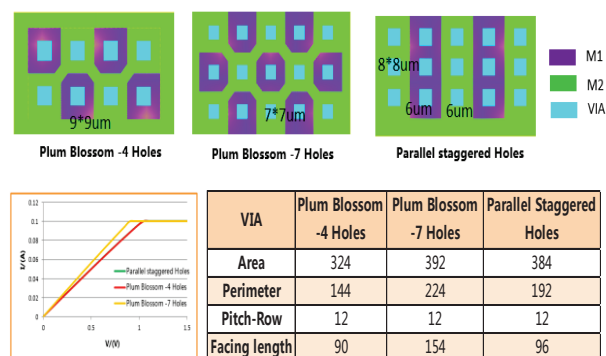 9*9um
7*7um
8*8um
6um 6um
M1
M2
VIA
Plum Blossom -4 Holes
Plum Blossom -7 Holes
Parallel staggered Holes
0.12
0.1
0.08
0.06
0.04
0.02
0
I/(A)
Parallel staggered Holes
Plum Blossom -4 Holes
Plum Blossom -7 Holes
0 0.5 1 1.5
V/(V)
VIA Plum Blossom -4 Holes Plum Blossom -7 Holes Parallel Staggered Holes
Area 324 392 384
Perimeter 144 224 192
Pitch-Row 12 12 12
Facing length 90 154 96